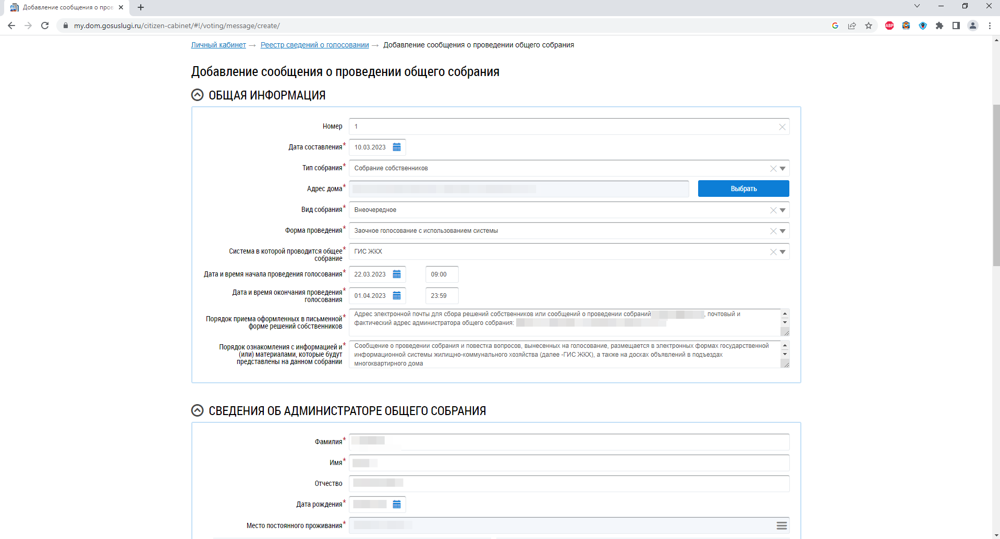 Добавление сообщения о пров
my.dom.gosuslugi.ru/citizen-cabinet/#!/voting/message/create/
ABP
Личный кабинет → Реестр сведений о голосовании → Добавление сообщения о проведении общего собрания
Добавление сообщения о проведении общего собрания
ОБЩАЯ ИНФОРМАЦИЯ
Номер 1
Дата составления* 10.03.2023
Тип собрания* Собрание собственников
Адрес дома* Выбрать
Вид собрания* Внеочередное
Форма проведения* Заочное голосование с использованием системы
Система в которой проводится общее*
собрание
ГИС ЖКХ
Дата и время начала проведения голосования* 22.03.2023 09:00
Дата и время окончания проведения*
голосования
01.04.2023 23:59
Порядок приема оформленных в письменной*
форме решений собственников
Адрес электронной почты для сбора решений собственников или сообщений о проведении собраний , почтовый и
фактический адрес администратора общего собрания:
Порядок ознакомления с информацией и*
(или) материалами, которые будут
представлены на данном собрании
Сообщение о проведении собрания и повестка вопросов, вынесенных на голосование, размещается в электронных формах государственной
информационной системы жилищно-коммунального хозяйства (далее -ГИС ЖКХ), а также на досках объявлений в подъездах
многоквартирного дома
СВЕДЕНИЯ ОБ АДМИНИСТРАТОРЕ ОБЩЕГО СОБРАНИЯ
Фамилия*
Имя*
Отчество
Дата рождения*
Место постоянного проживания*